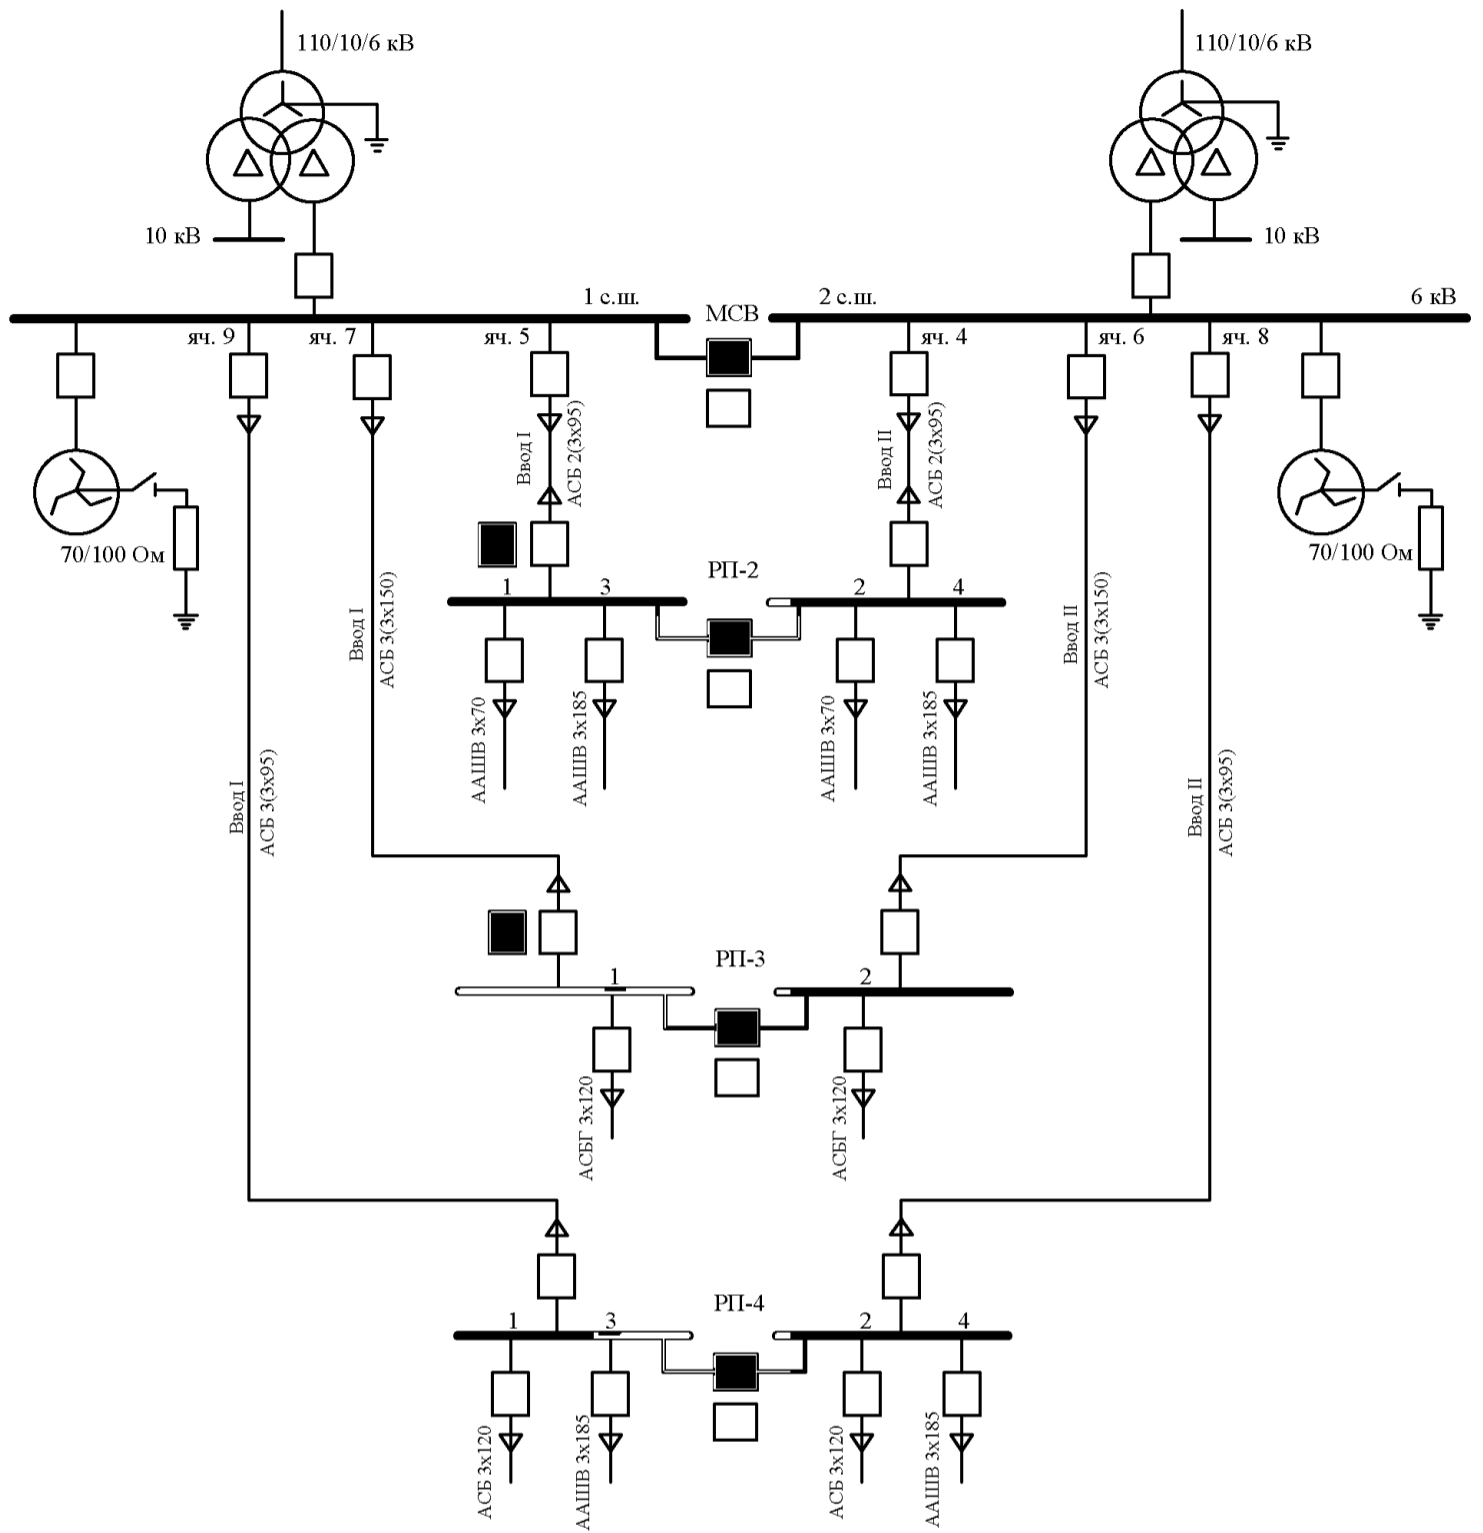 110/10/6 кВ
110/10/6 кВ
10 кВ
10 кВ
1 с.ш.
МСВ
2 с.ш.
6 кВ
яч. 9
яч. 7
яч. 5
яч. 4
яч. 6
яч. 8
Ввод I
АСБ 2(3х95)
Ввод II
АСБ 2(3х95)
70/100 Ом
70/100 Ом
РП-2
1
3
2
4
Ввод I
АСБ 3(3х150)
Ввод II
АСБ 3(3х150)
ААШВ 3х70
ААШВ 3х185
ААШВ 3х70
ААШВ 3х185
Ввод I
АСБ 3(3х95)
Ввод II
АСБ 3(3х95)
РП-3
1
2
АСБГ 3х120
АСБГ 3х120
РП-4
1
3
2
4
АСБ 3х120
ААШВ 3х185
АСБ 3х120
ААШВ 3х185